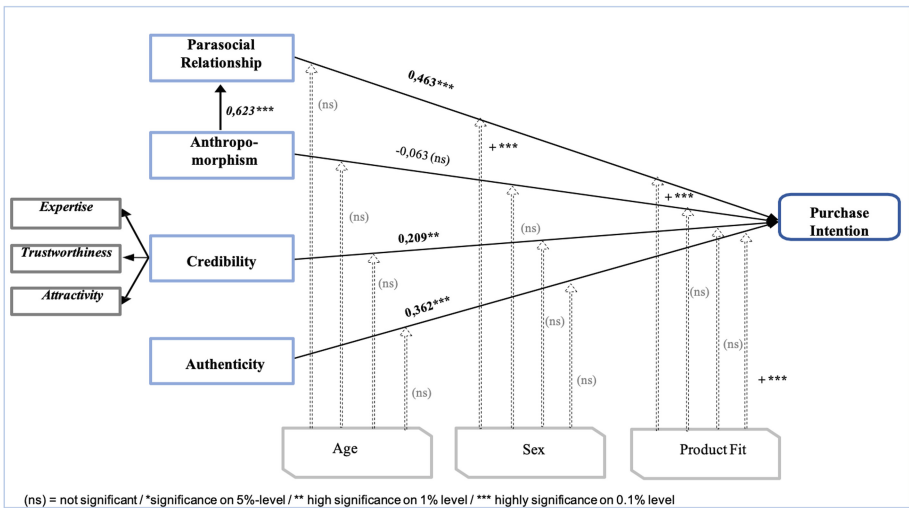 Parasocial
Relationship
0,463***
(ns)
0,623***
+ ***
Anthropo-
morphism
-0,063 (ns)
+ ***
(ns)
Expertise
Purchase
Intention
0,209**
(ns)
Trustworthiness
Credibility
(ns)
(ns)
Attractivity
0,362***
(ns)
(ns)
Authenticity
(ns)
+ ***
Age
Sex
Product Fit
(ns) = not significant / *significance on 5%-level / ** high significance on 1% level / *** highly significance on 0.1% level